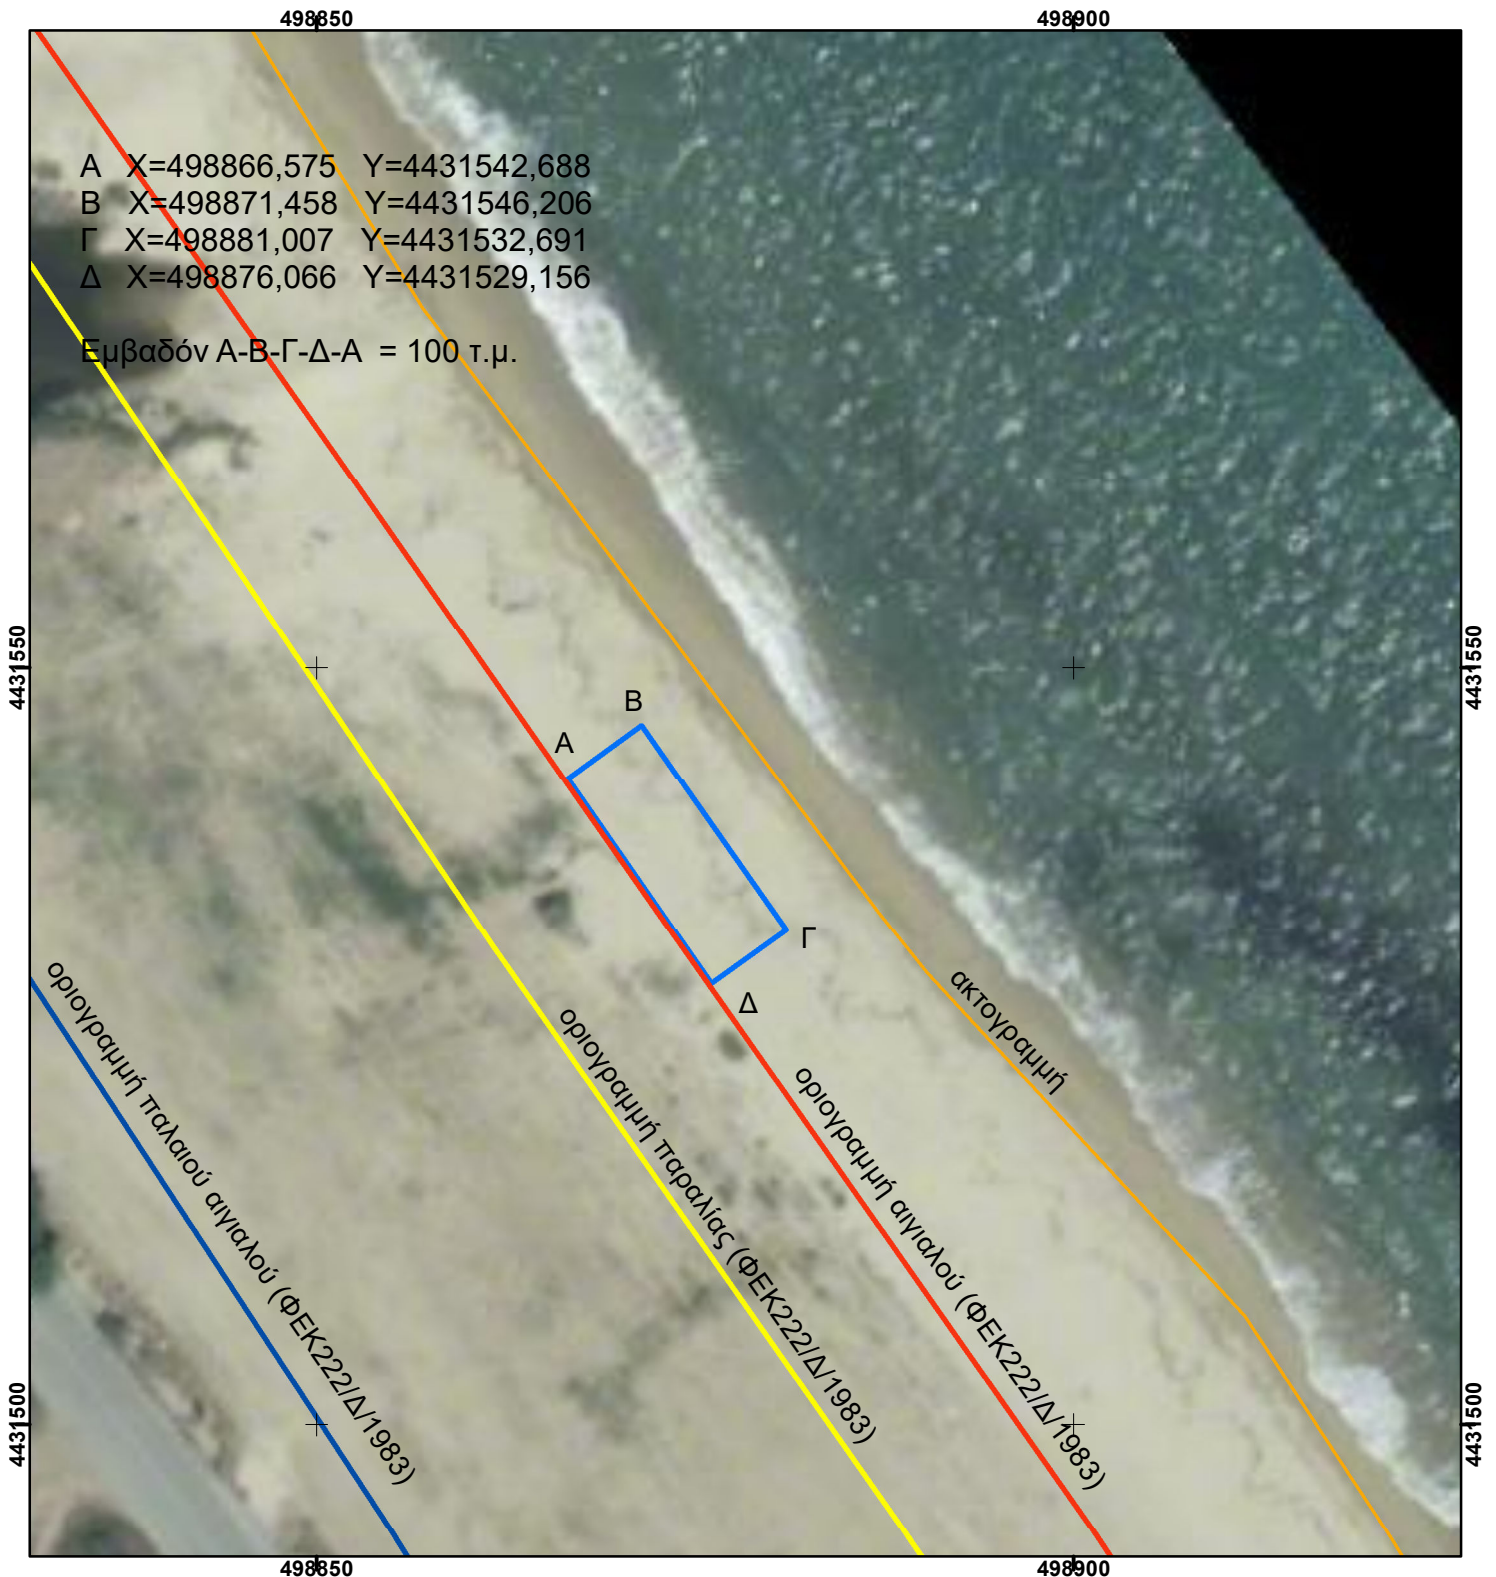 498850 498900
Α Χ=498866,575 Υ=4431542,688
Β Χ=498871,458 Υ=4431546,206
Γ Χ=498881,007 Υ=4431532,691
Δ Χ=498876,066 Υ=4431529,156
Εμβαδόν Α-Β-Γ-Δ-Α = 100 τ.μ.
4431550 4431550
Β
Α
Γ
Δ
ακτογραμμή
οριογραμμή παλαιού αιγιαλού (ΦΕΚ222/Δ/1983)
οριογραμμή παραλίας (ΦΕΚ222/Δ/1983)
οριογραμμή αιγιαλού (ΦΕΚ222/Δ/1983)
4431500 4431500
498850 498900